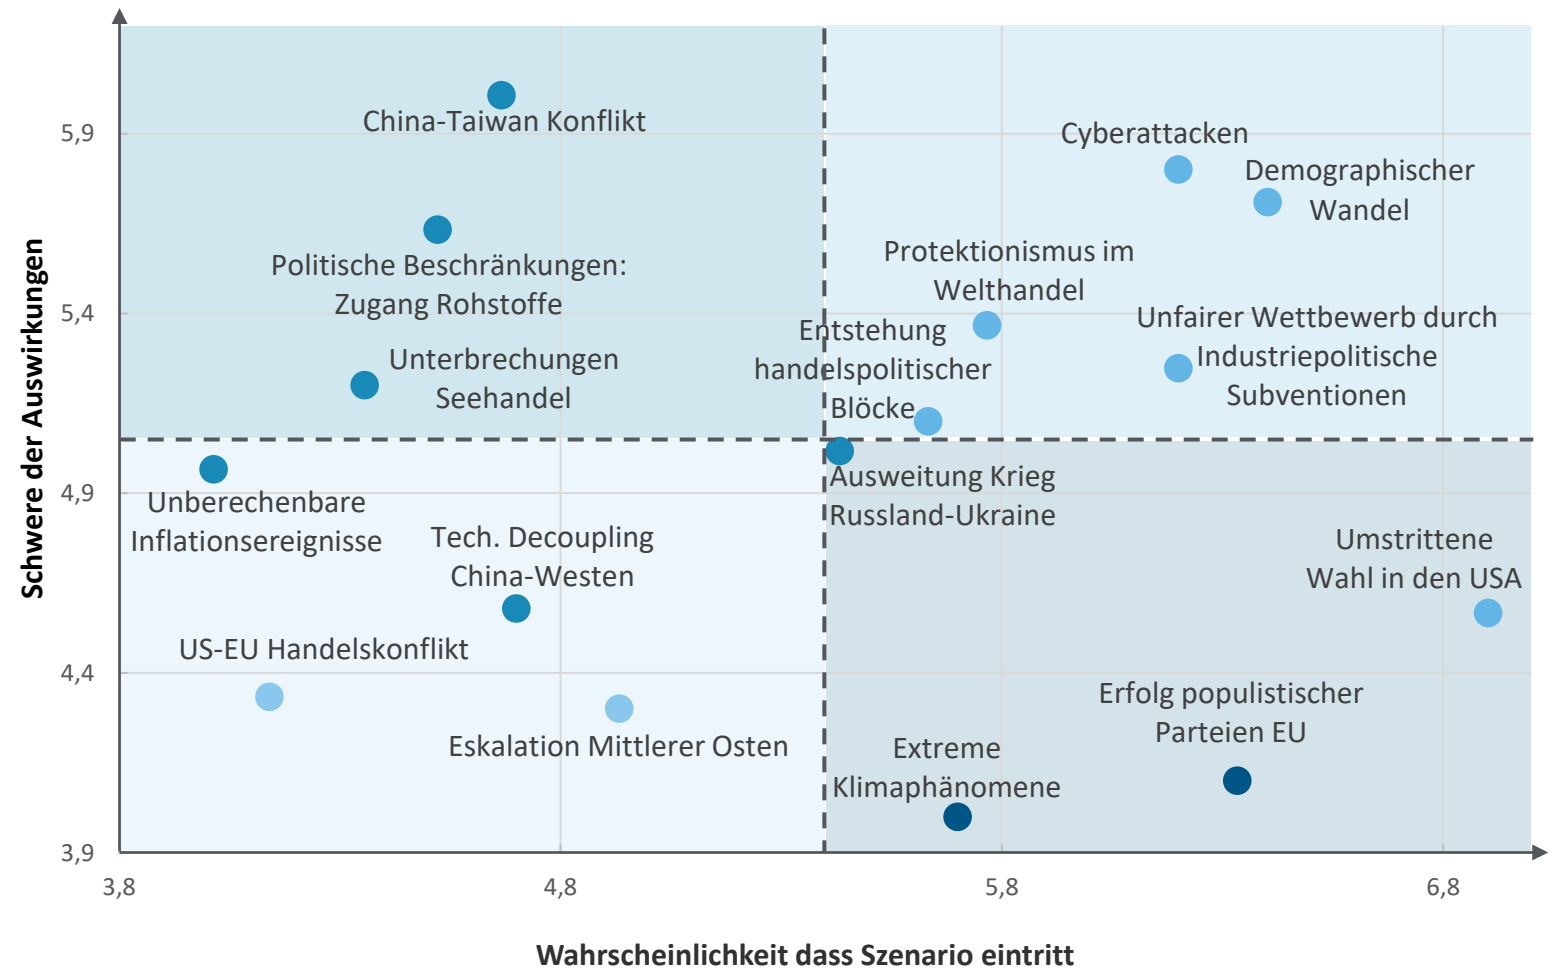 China-Taiwan Konflikt
5,9
Cyberattacken
Demographischer
Wandel
Politische Beschränkungen:
Zugang Rohstoffe
Protektionismus im
Welthandel
5,4
Unfairer Wettbewerb durch
Industriepolitische
Subventionen
Entstehung
handelspolitischer
Blöcke
Unterbrechungen
Seehandel
Schwere der Auswirkungen
4,9
Unberechenbare
Inflationsereignisse
Ausweitung Krieg
Russland-Ukraine
Tech. Decoupling
China-Westen
Umstrittene
Wahl in den USA
US-EU Handelskonflikt
4,4
Erfolg populistischer
Parteien EU
Eskalation Mittlerer Osten
Extreme
Klimaphänomene
3,9
3,8
4,8
5,8
6,8
Wahrscheinlichkeit dass Szenario eintritt